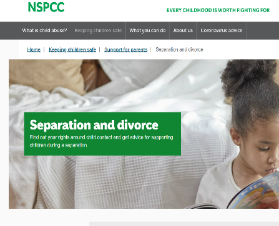 NSPCC
EVERY CHILDHOOD IS WORTH FIGHTING FOR
What is child abuse? Keeping children safe What you can do About us Coronavirus advice
Home | Keeping children safe | Support for parents | Separation and divorce
Separation and divorce
Find out your rights around child contact and get advice for supporting
children during a separation.